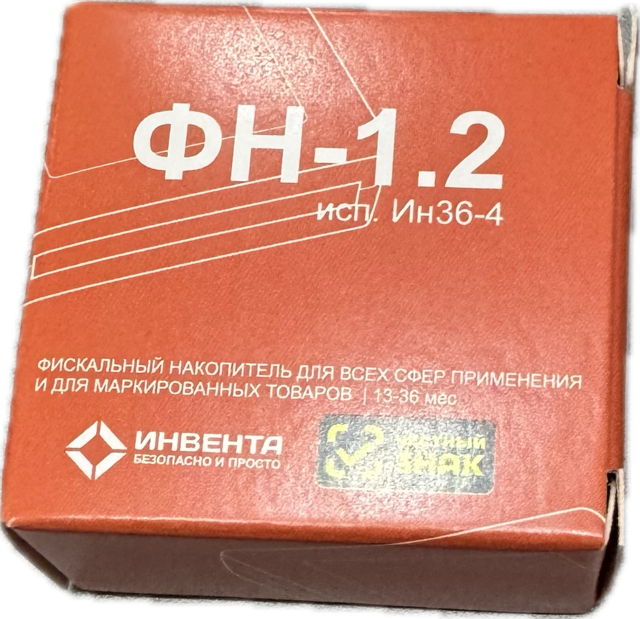 ФН-1.2
исп. Ин36-4
ФИСКАЛЬНЫЙ НАКОПИТЕЛЬ ДЛЯ ВСЕХ СФЕР ПРИМЕНЕНИЯ
И ДЛЯ МАРКИРОВАННЫХ ТОВАРОВ | 13-36 мес
ИНВЕНТА
БЕЗОПАСНО И ПРОСТО
ЧЕСТНЫЙ
ЗНАК